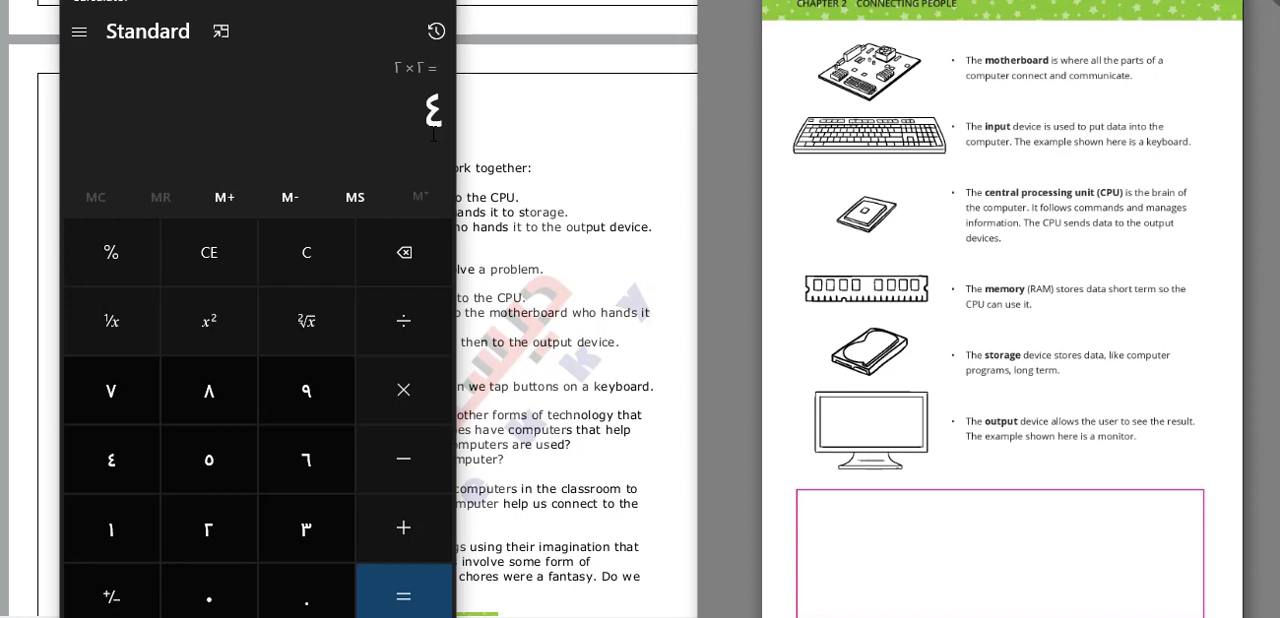 Standard
٢ × ٢ =
٤
MC MR M+ M- MS M˅
% CE C
¹/x x² ²√x ÷
٧ ٨ ٩ ×
٤ ٥ ٦ −
١ ٢ ٣ +
+/− ٠ . =
ork together:
o the CPU.
ands it to storage.
ho hands it to the output device.
lve a problem.
to the CPU.
o the motherboard who hands it
then to the output device.
n we tap buttons on a keyboard.
other forms of technology that
es have computers that help
omputers are used?
mputer?
computers in the classroom to
mputer help us connect to the
gs using their imagination that
involve some form of
chores were a fantasy. Do we
CHAPTER 2 CONNECTING PEOPLE
• The motherboard is where all the parts of a
computer connect and communicate.
• The input device is used to put data into the
computer. The example shown here is a keyboard.
• The central processing unit (CPU) is the brain of
the computer. It follows commands and manages
information. The CPU sends data to the output
devices.
• The memory (RAM) stores data short term so the
CPU can use it.
• The storage device stores data, like computer
programs, long term.
• The output device allows the user to see the result.
The example shown here is a monitor.